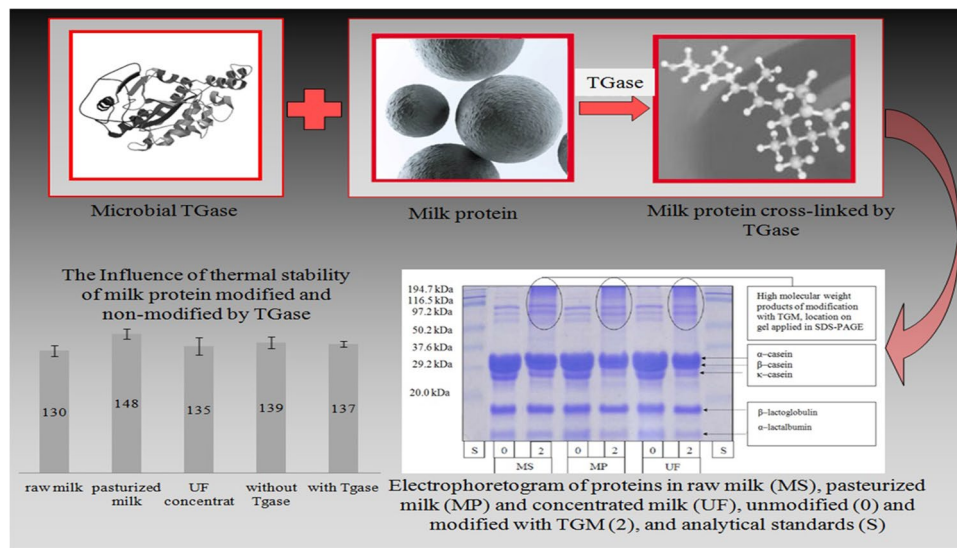 Microbial TGase
Milk protein
TGase
Milk protein cross-linked by
TGase
The Influence of thermal stability
of milk protein modified and
non-modified by TGase
130
148
135
139
137
raw milk
pasturized
milk
UF
concentrat
without
Tgase
with Tgase
194.7 kDa
116.5 kDa
97.2 kDa
50.2 kDa
37.6 kDa
29.2 kDa
20.0 kDa
High molecular weight
products of modification
with TGM, location on
gel applied in SDS-PAGE
α–casein
β–casein
κ–casein
β–lactoglobulin
α–lactalbumin
S 0 2 0 2 0 2 S
MS MP UF
Electrophoretogram of proteins in raw milk (MS), pasteurized
milk (MP) and concentrated milk (UF), unmodified (0) and
modified with TGM (2), and analytical standards (S)